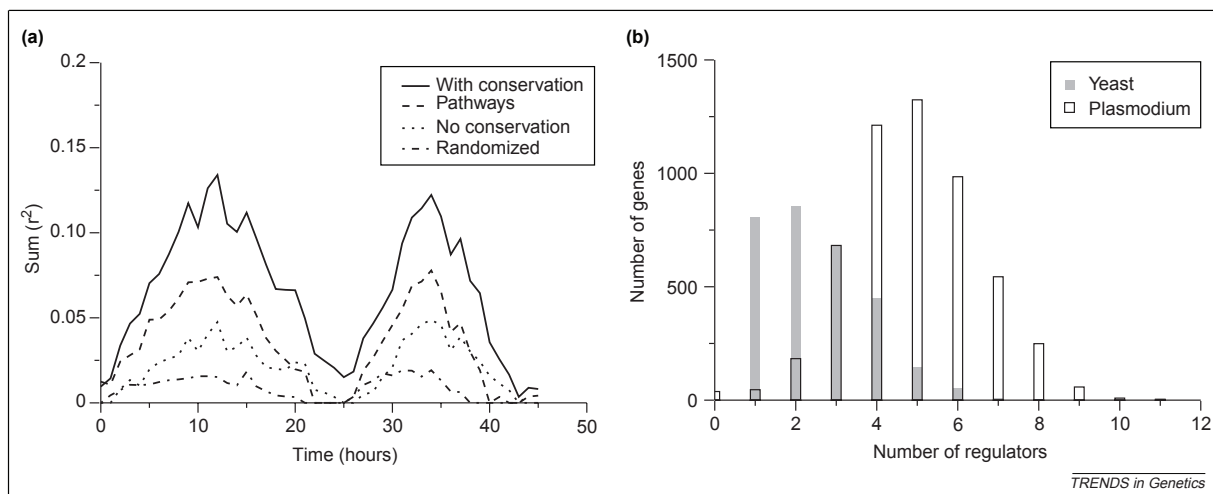 (a)
0.2
0.15
0.10
0.05
0
Sum (r²)
0 10 20 30 40 50
Time (hours)
With conservation
Pathways
No conservation
Randomized
(b)
1500
1000
500
0
Number of genes
0 2 4 6 8 10 12
Number of regulators
Yeast
Plasmodium
TRENDS in Genetics